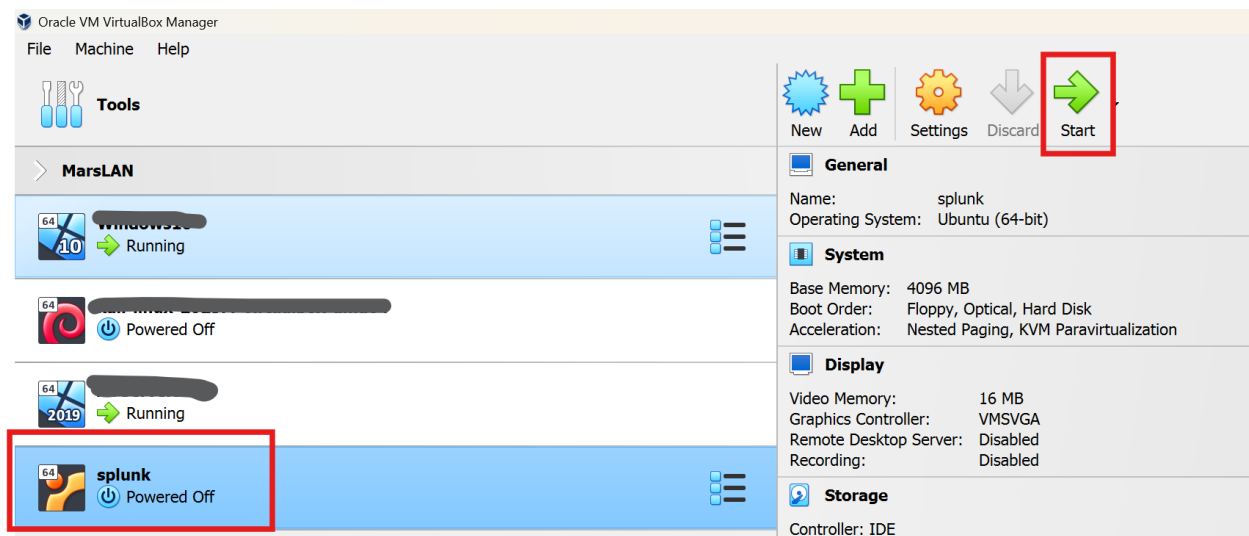 Oracle VM VirtualBox Manager
File Machine Help
Tools
New Add Settings Discard Start
MarsLAN
64
10
Running
64
Powered Off
64
2019
Running
64
splunk
Powered Off
General
Name: splunk
Operating System: Ubuntu (64-bit)
System
Base Memory: 4096 MB
Boot Order: Floppy, Optical, Hard Disk
Acceleration: Nested Paging, KVM Paravirtualization
Display
Video Memory: 16 MB
Graphics Controller: VMSVGA
Remote Desktop Server: Disabled
Recording: Disabled
Storage
Controller: IDE